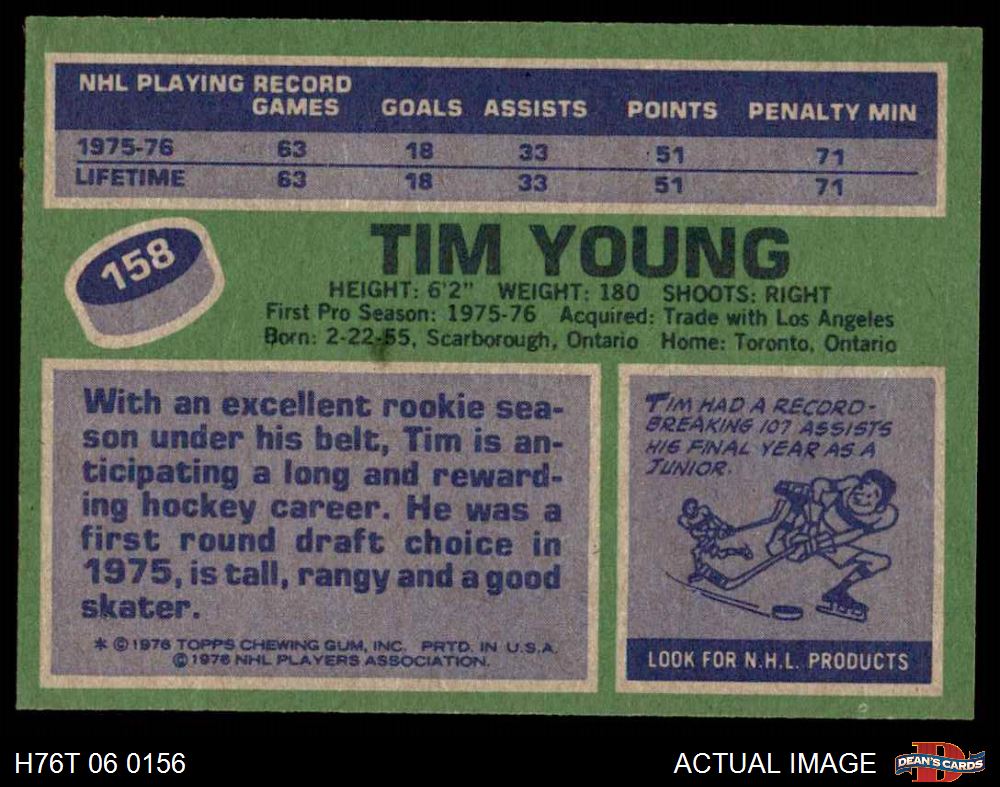 NHL PLAYING RECORD
GAMES GOALS ASSISTS POINTS PENALTY MIN
1975-76 63 18 33 51 71
LIFETIME 63 18 33 51 71
158
TIM YOUNG
HEIGHT: 6'2" WEIGHT: 180 SHOOTS: RIGHT
First Pro Season: 1975-76 Acquired: Trade with Los Angeles
Born: 2-22-55, Scarborough, Ontario Home: Toronto, Ontario
With an excellent rookie sea-
son under his belt, Tim is an-
ticipating a long and reward-
ing hockey career. He was a
first round draft choice in
1975, is tall, rangy and a good
skater.
* © 1976 TOPPS CHEWING GUM, INC. PRTD. IN U.S.A.
© 1976 NHL PLAYERS ASSOCIATION.
TIM HAD A RECORD-
BREAKING 107 ASSISTS
HIS FINAL YEAR AS A
JUNIOR.
LOOK FOR N.H.L. PRODUCTS
H76T 06 0156 ACTUAL IMAGE D DEAN'S CARDS